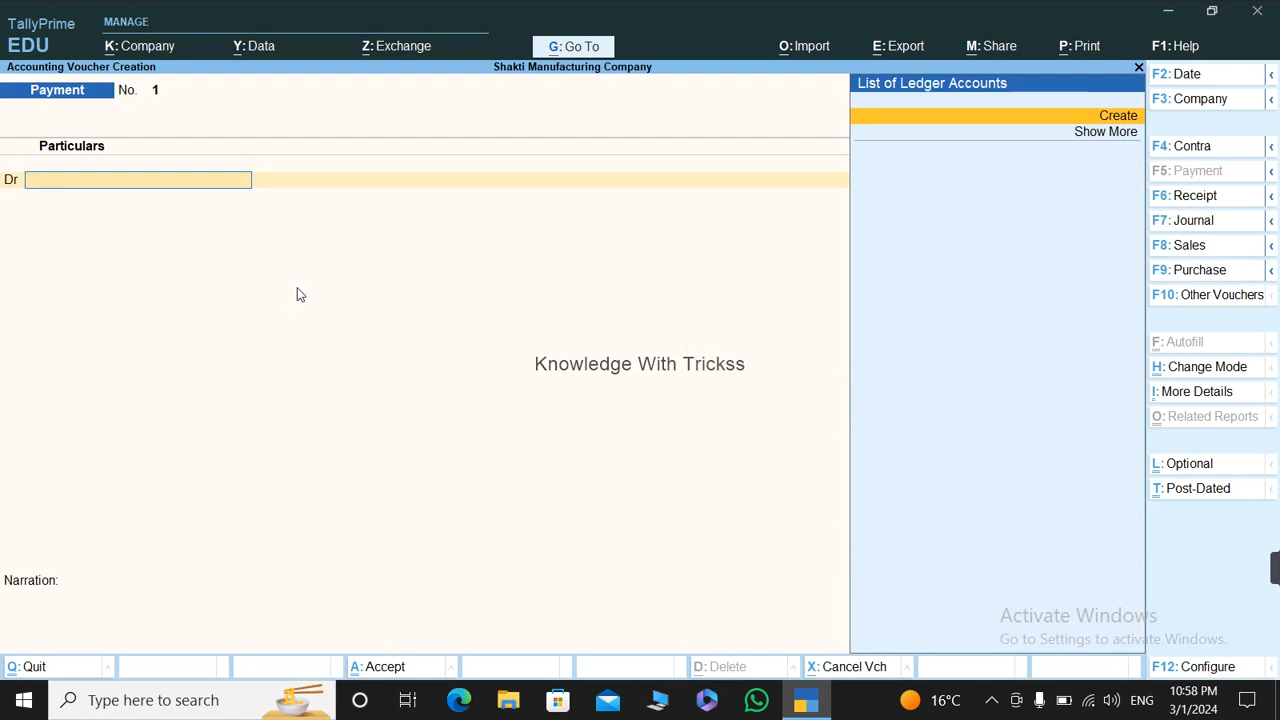 TallyPrime
EDU
MANAGE
K: Company
Y: Data
Z: Exchange
G: Go To
O: Import
E: Export
M: Share
P: Print
F1: Help
Accounting Voucher Creation
Shakti Manufacturing Company
Payment No. 1
Particulars
Dr
Narration:
Knowledge With Trickss
List of Ledger Accounts
Create
Show More
F2: Date
F3: Company
F4: Contra
F5: Payment
F6: Receipt
F7: Journal
F8: Sales
F9: Purchase
F10: Other Vouchers
F: Autofill
H: Change Mode
I: More Details
O: Related Reports
L: Optional
T: Post-Dated
Activate Windows
Go to Settings to activate Windows.
Q: Quit
A: Accept
D: Delete
X: Cancel Vch
F12: Configure
Type here to search
16°C
ENG
10:58 PM
3/1/2024